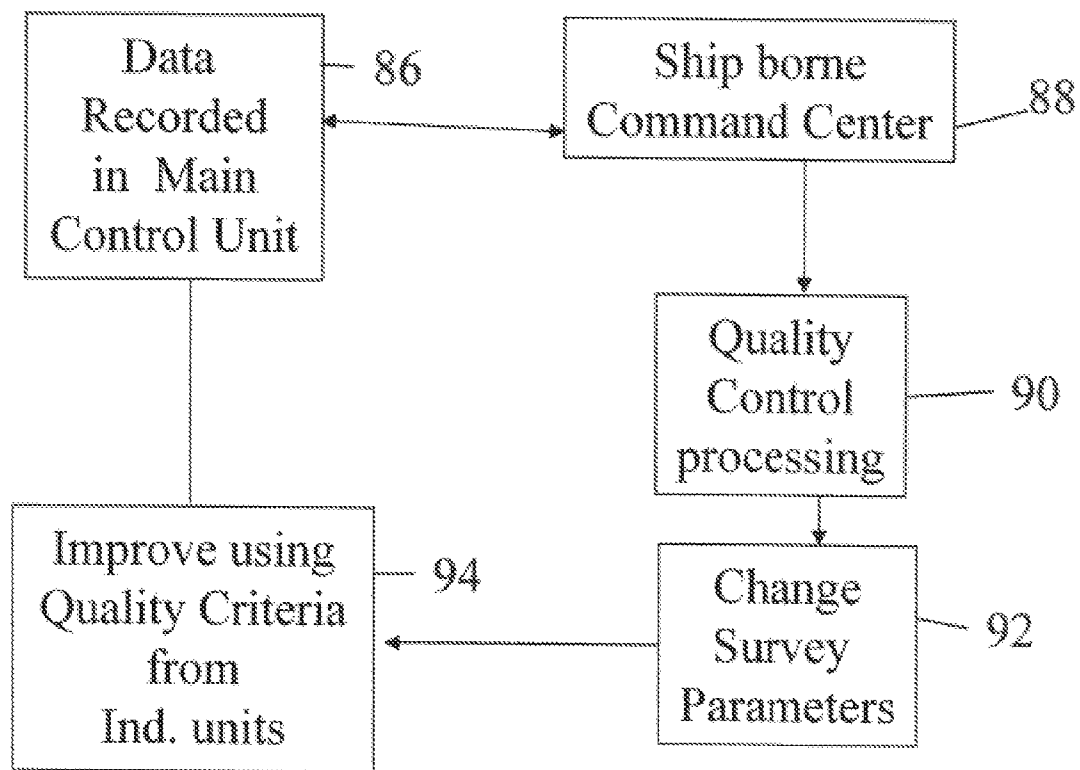 Data
Recorded
in Main
Control Unit
86
Ship borne
Command Center
88
Quality
Control
processing
90
Change
Survey
Parameters
92
Improve using
Quality Criteria
from
Ind. units
94